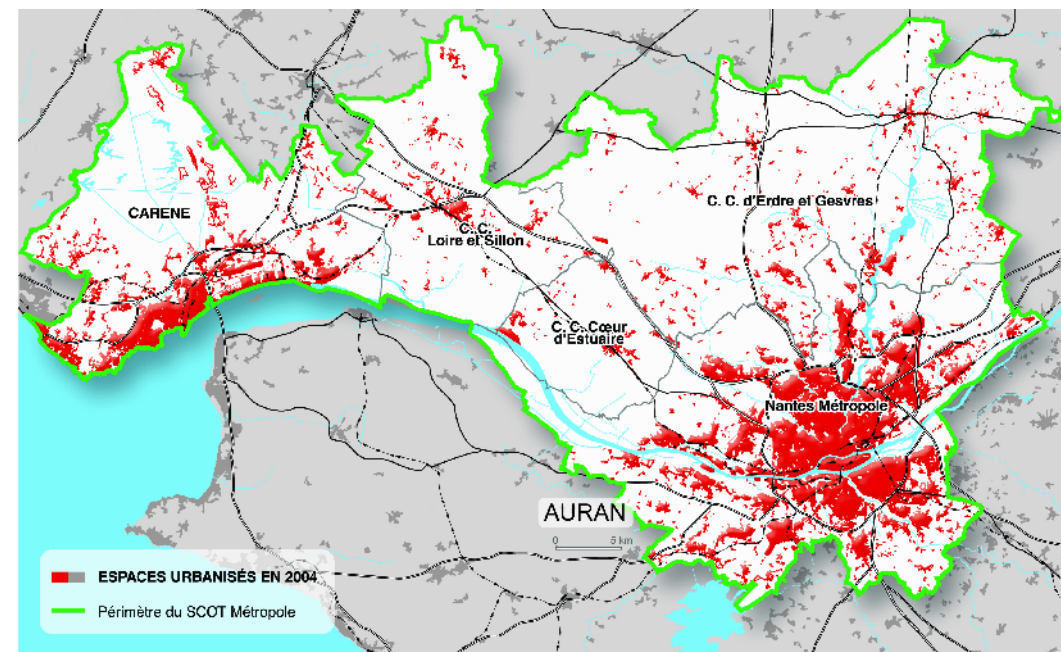 CARENE
C. C.
Loire et Sillon
C. C. d'Erdre et Gesvres
C. C. Cœur
d'Estuaire
Nantes Métropole
AURAN
0 5 km
ESPACES URBANISÉS EN 2004
Périmètre du SCOT Métropole